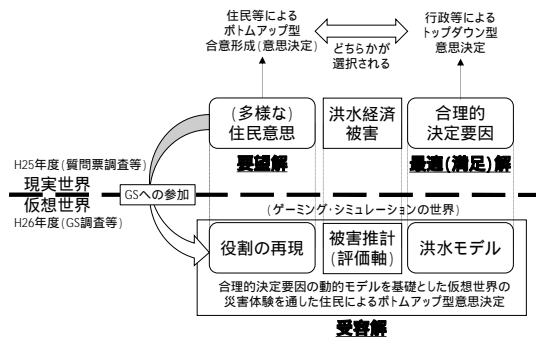 住民等による
ボトムアップ型
合意形成(意思決定)
どちらかが
選択される
行政等による
トップダウン型
意思決定
(多様な)
住民意思
洪水経済
被害
合理的
決定要因
要望解
最適(満足)解
H25年度(質問票調査等)
現実世界
GSへの参加
仮想世界
H26年度(GS調査等)
(ゲーミング・シミュレーションの世界)
役割の再現
被害推計
(評価軸)
洪水モデル
合理的決定要因の動的モデルを基礎とした仮想世界の
災害体験を通した住民によるボトムアップ型意思決定
受容解